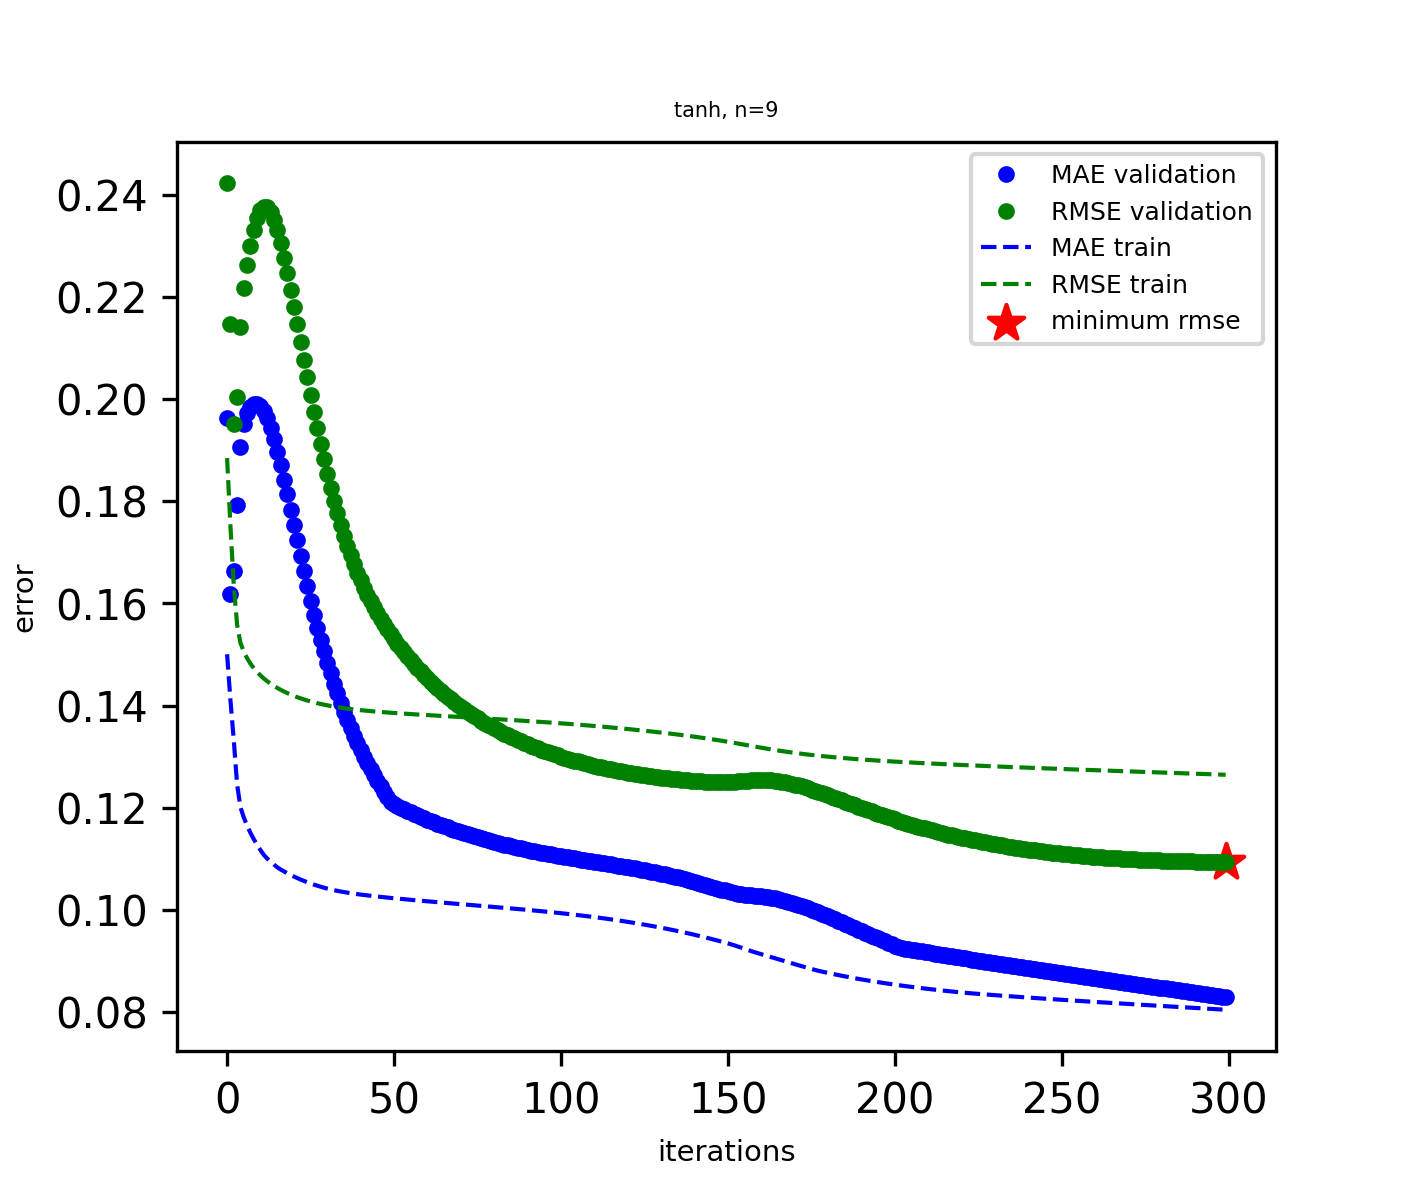 tanh, n=9
MAE validation
RMSE validation
MAE train
RMSE train
minimum rmse
0.24
0.22
0.20
0.18
0.16
0.14
0.12
0.10
0.08
error
0 50 100 150 200 250 300
iterations